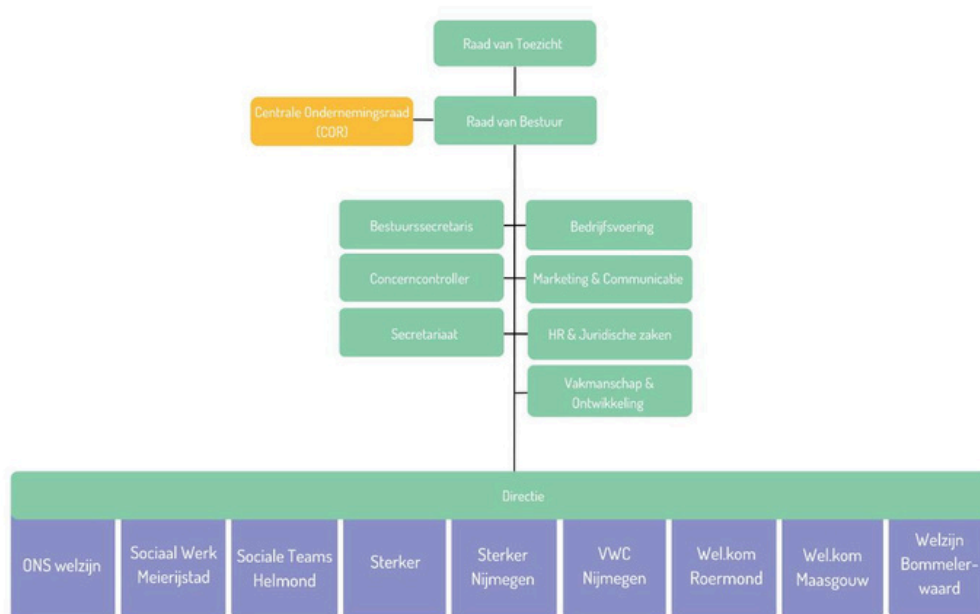 Raad van Toezicht
Centrale Ondernemingsraad
(COR)
Raad van Bestuur
Bestuurssecretaris
Bedrijfsvoering
Concerncontroller
Marketing & Communicatie
Secretariaat
HR & Juridische zaken
Vakmanschap &
Ontwikkeling
Directie
ONS welzijn
Sociaal Werk
Meierijstad
Sociale Teams
Helmond
Sterker
Sterker
Nijmegen
VWC
Nijmegen
Wel.kom
Roermond
Wel.kom
Maasgouw
Welzijn
Bommeler-
waard